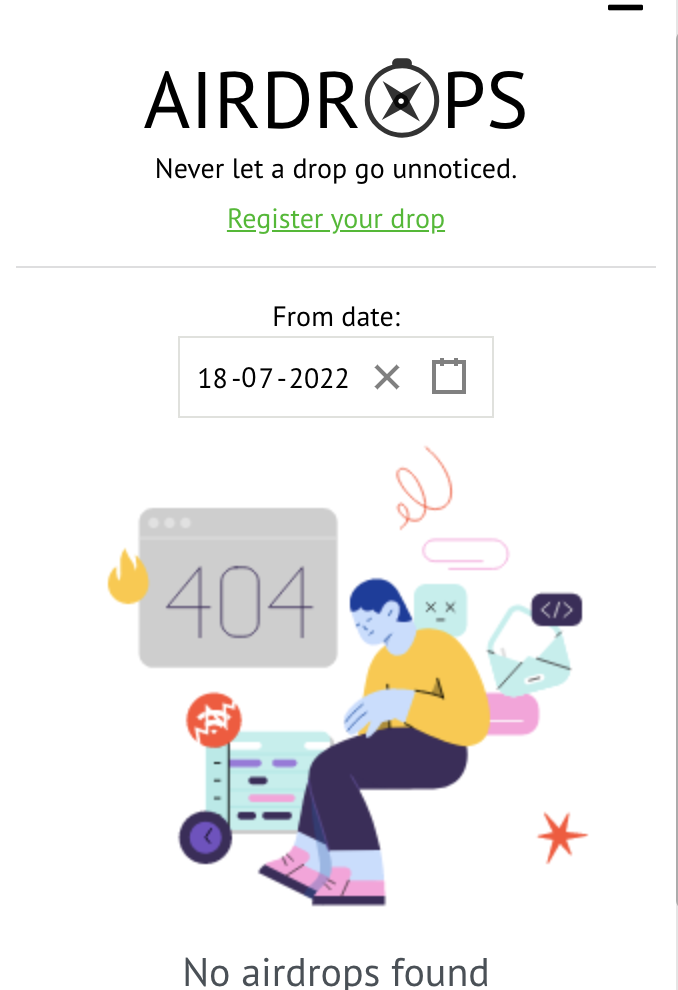 AIRDROPS
Never let a drop go unnoticed.
Register your drop
From date:
18-07-2022
404
</>
No airdrops found